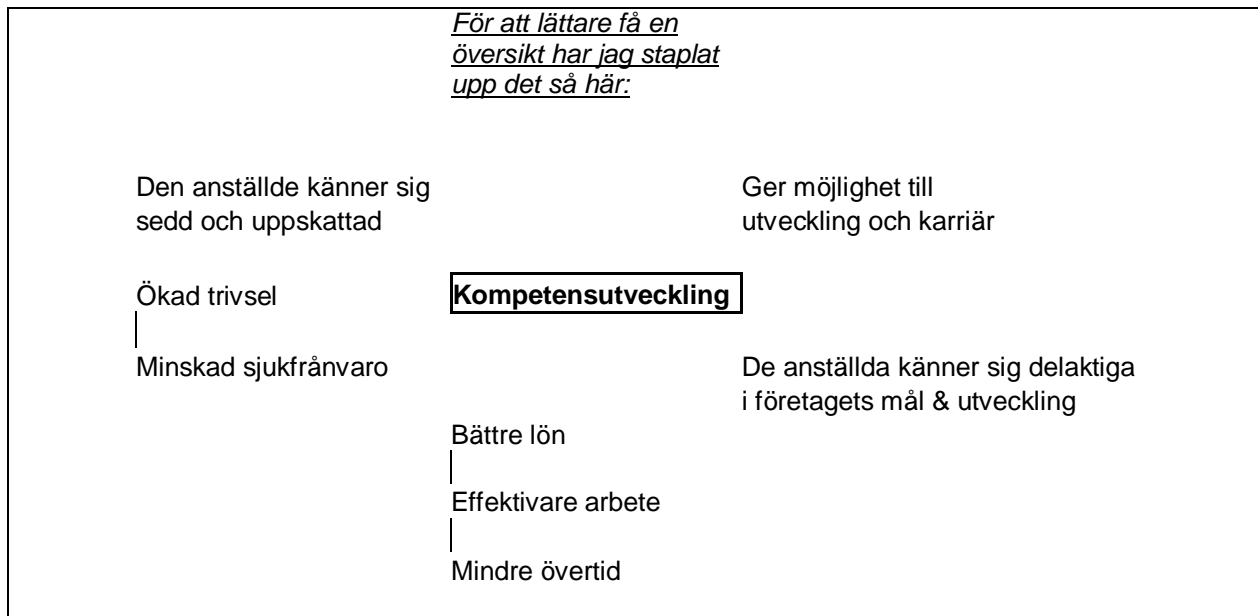 För att lättare få en
översikt har jag staplat
upp det så här:
Den anställde känner sig
sedd och uppskattad
Ger möjlighet till
utveckling och karriär
Ökad trivsel
Kompetensutveckling
Minskad sjukfrånvaro
De anställda känner sig delaktiga
i företagets mål & utveckling
Bättre lön
Effektivare arbete
Mindre övertid